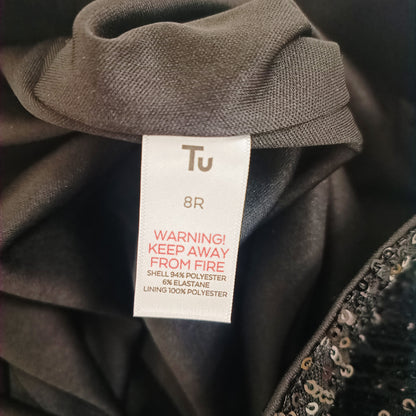 Tu
8R
WARNING!
KEEP AWAY
FROM FIRE
SHELL 94% POLYESTER
6% ELASTANE
LINING 100% POLYESTER